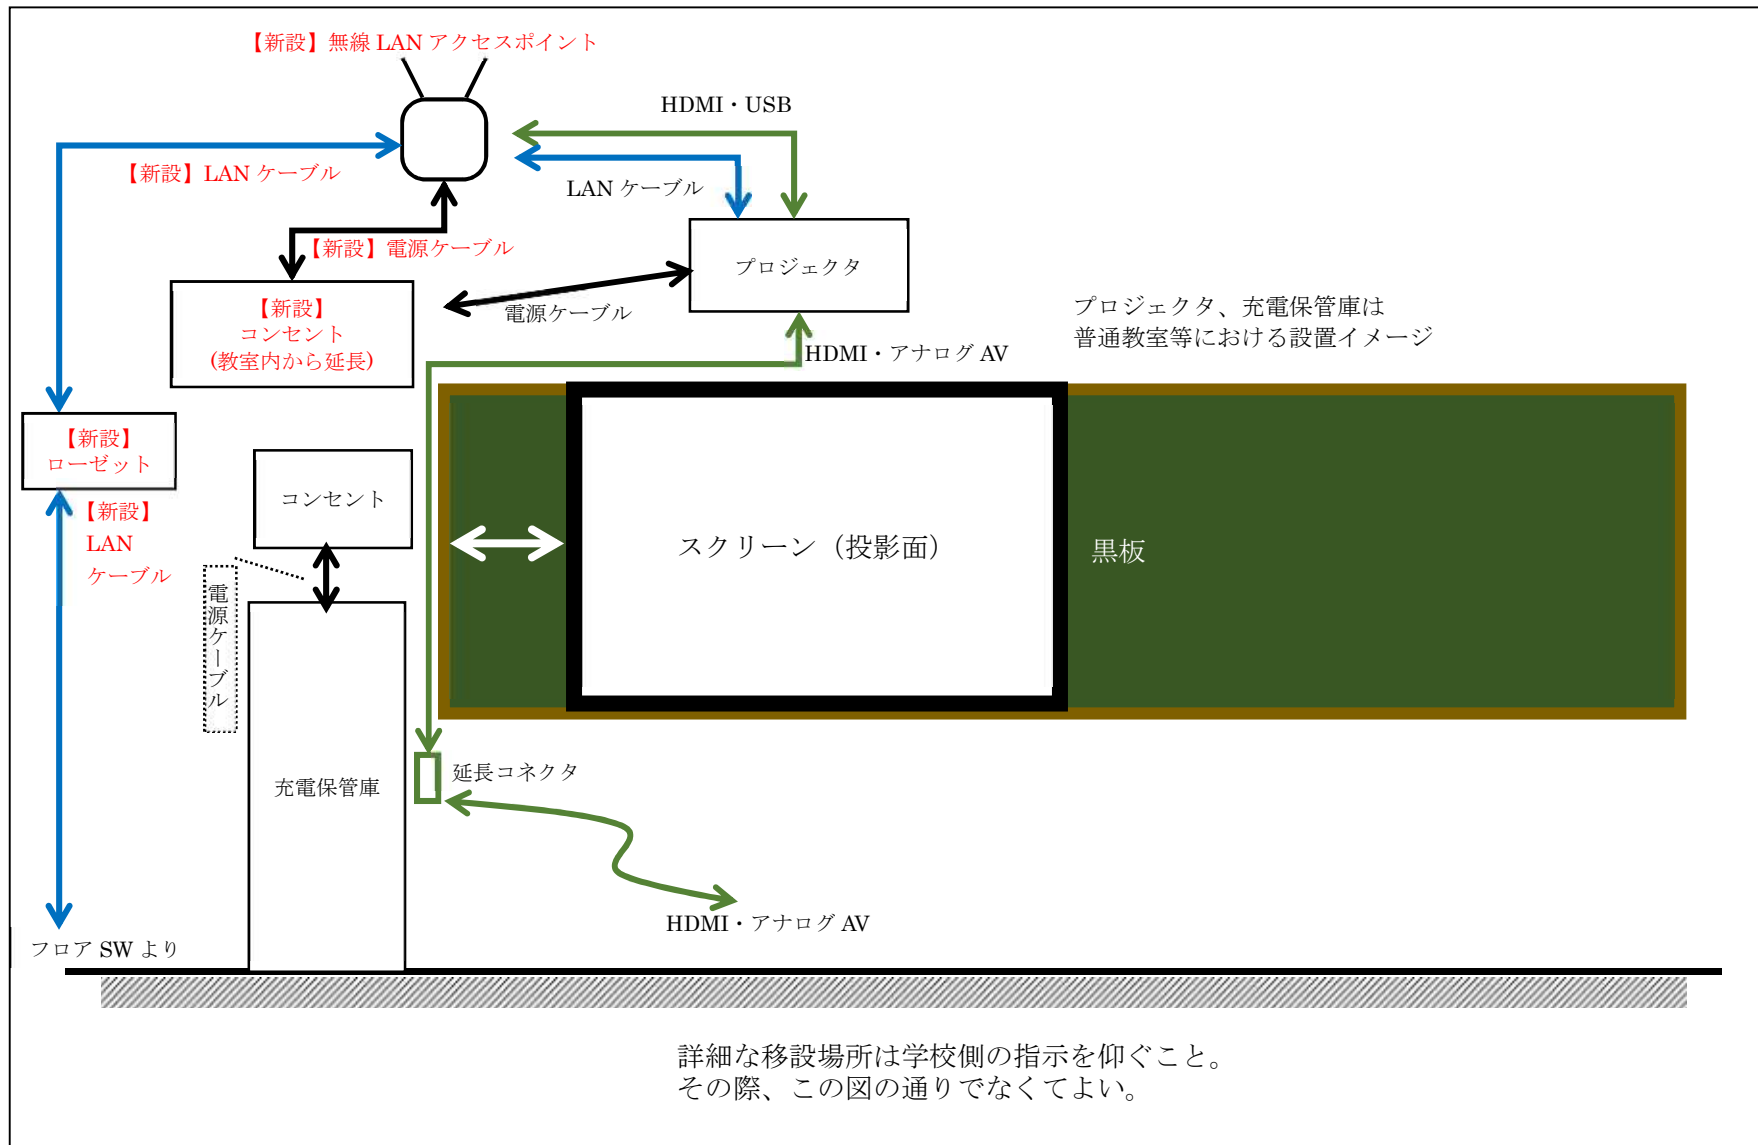 【新設】無線 LAN アクセスポイント
HDMI・USB
【新設】LAN ケーブル
LAN ケーブル
【新設】電源ケーブル
プロジェクタ
【新設】
コンセント
(教室内から延長)
電源ケーブル
プロジェクタ、充電保管庫は
普通教室等における設置イメージ
HDMI・アナログ AV
【新設】
ローゼット
コンセント
【新設】
LAN
ケーブル
スクリーン（投影面）
黒板
電源ケーブル
延長コネクタ
充電保管庫
HDMI・アナログ AV
フロア SW より
詳細な移設場所は学校側の指示を仰ぐこと。
その際、この図の通りでなくてよい。